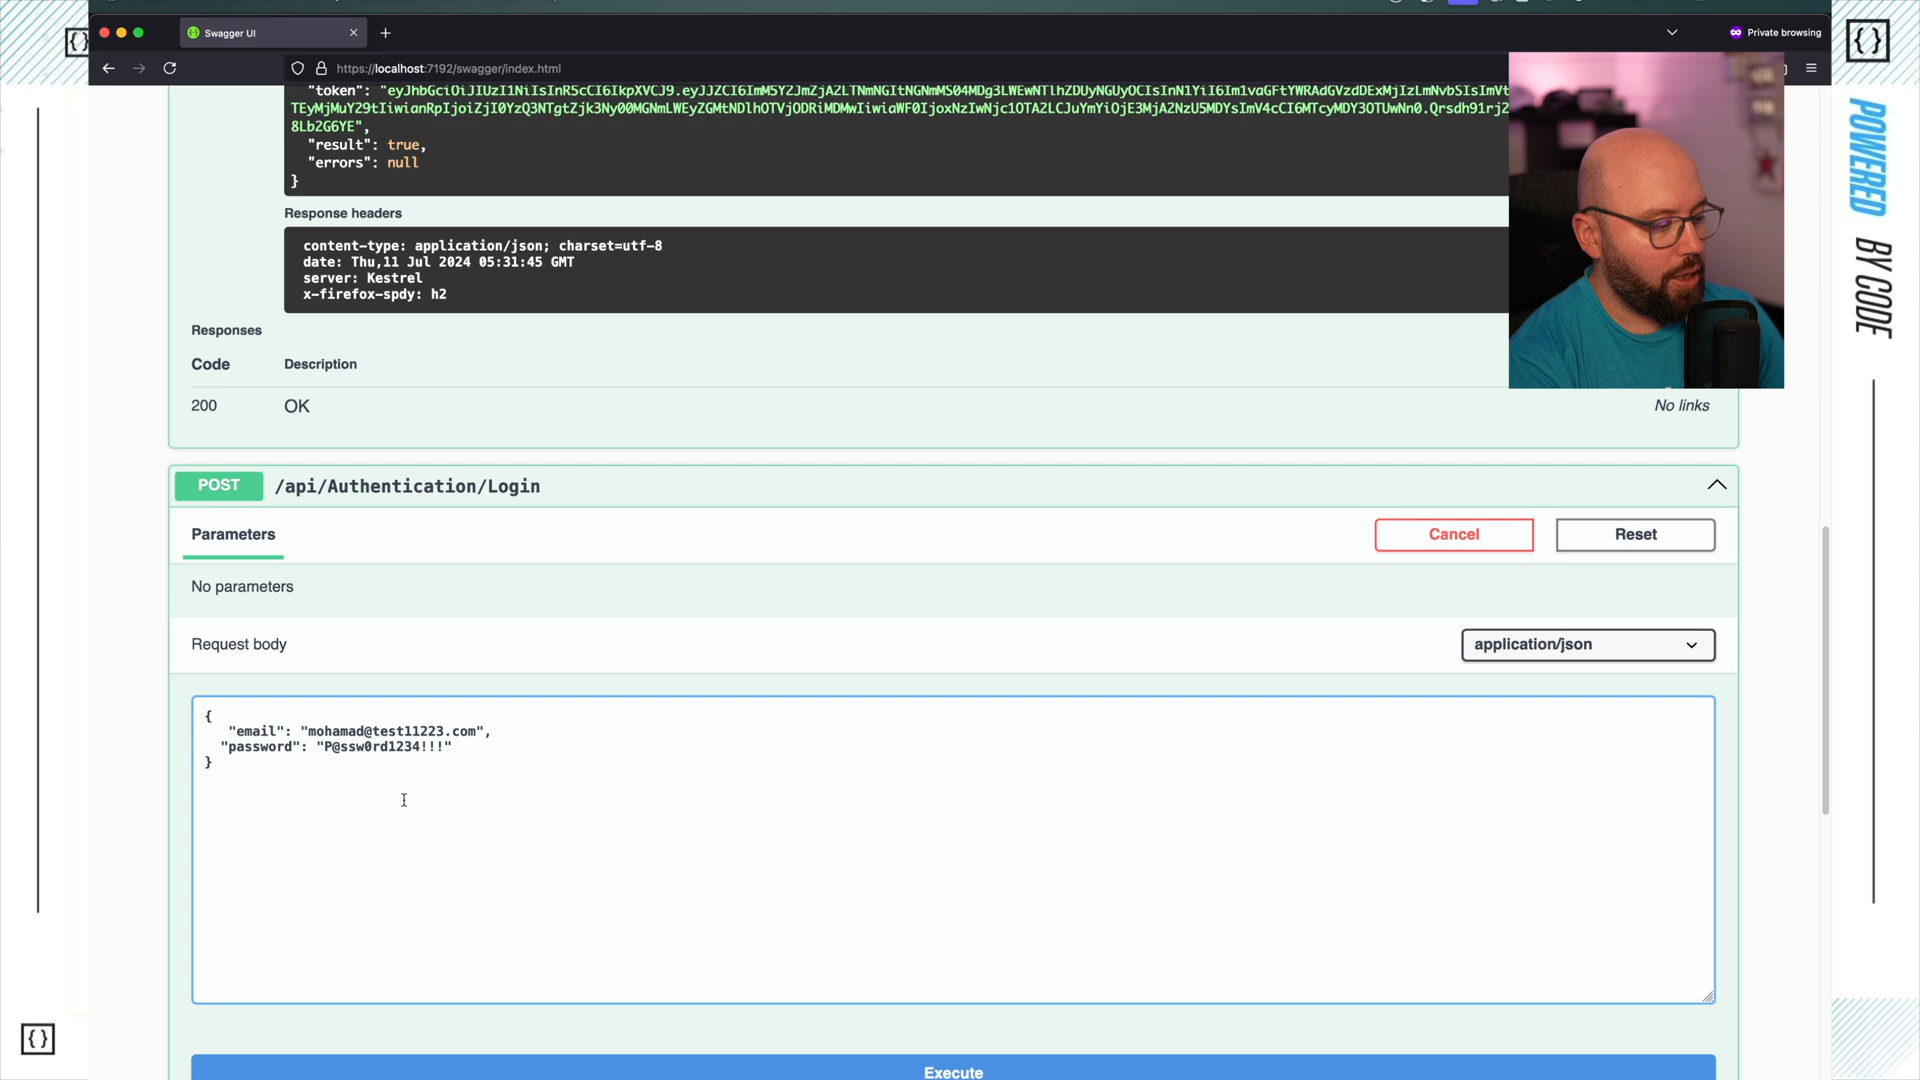 Swagger UI
Private browsing
https://localhost:7192/swagger/index.html
"result": true,
"errors": null
}
Response headers
content-type: application/json; charset=utf-8
date: Thu,11 Jul 2024 05:31:45 GMT
server: Kestrel
x-firefox-spdy: h2
Responses
Code Description
200 OK No links
POST /api/Authentication/Login
Parameters Cancel Reset
No parameters
Request body application/json
{
"email": "mohamad@test11223.com",
"password": "P@ssw0rd1234!!!"
}
Execute
POWERED BY CODE
{}
{}
{}